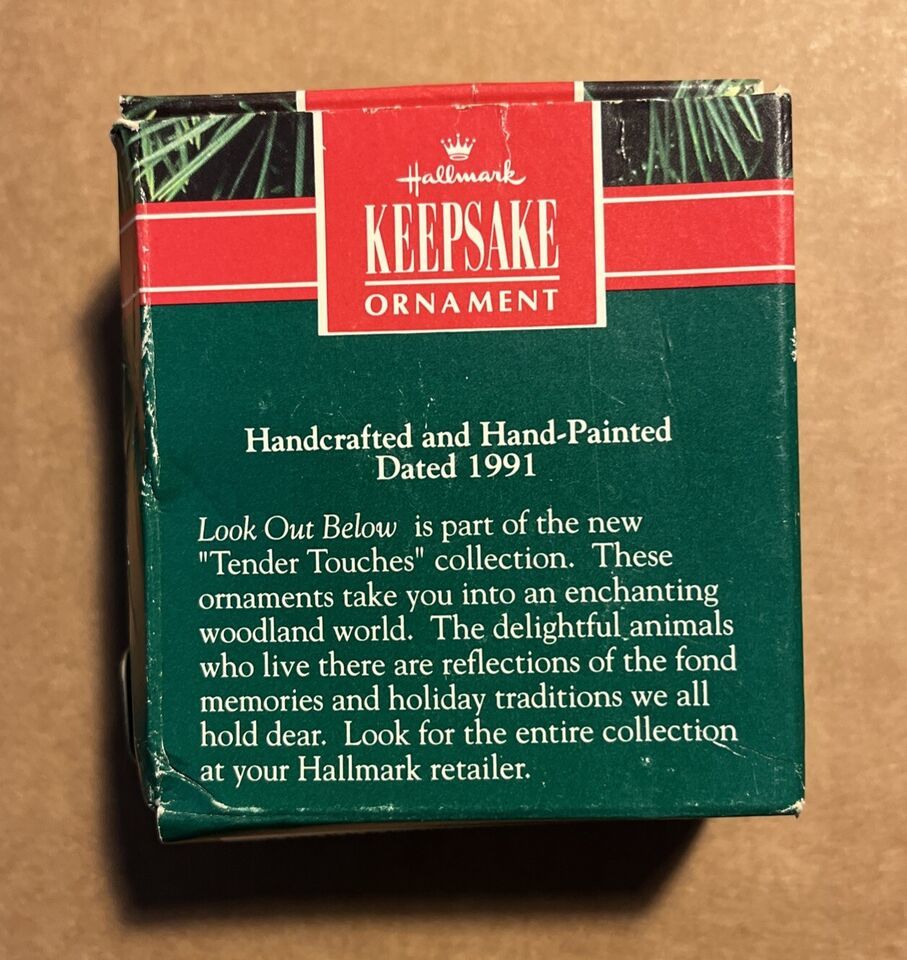 Hallmark
KEEPSAKE
ORNAMENT
Handcrafted and Hand-Painted
Dated 1991
Look Out Below is part of the new
"Tender Touches" collection. These
ornaments take you into an enchanting
woodland world. The delightful animals
who live there are reflections of the fond
memories and holiday traditions we all
hold dear. Look for the entire collection
at your Hallmark retailer.